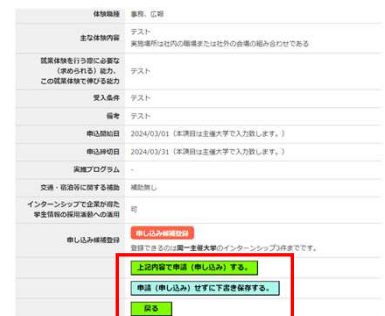 体験職種 事務、広報
主な体験内容 テスト
実施場所は社内の職場または社外の会場の組み合わせである
就業体験を行う際に必要な
（求められる）能力、 テスト
この就業体験で伸びる能力
受入条件 テスト
備考 テスト
申込開始日 2024/03/01（本項目は主催大学で入力致します。）
申込締切日 2024/03/31（本項目は主催大学で入力致します。）
実施プログラム -
交通・宿泊等に関する補助 補助無し
インターンシップで企業が得た
学生情報の採用活動への活用 可
申し込み候補登録 申し込み候補登録
登録できるのは同一主催大学のインターンシップ3件までです。
上記内容で申請（申し込み）する。
申請（申し込み）せずに下書き保存する。
戻る